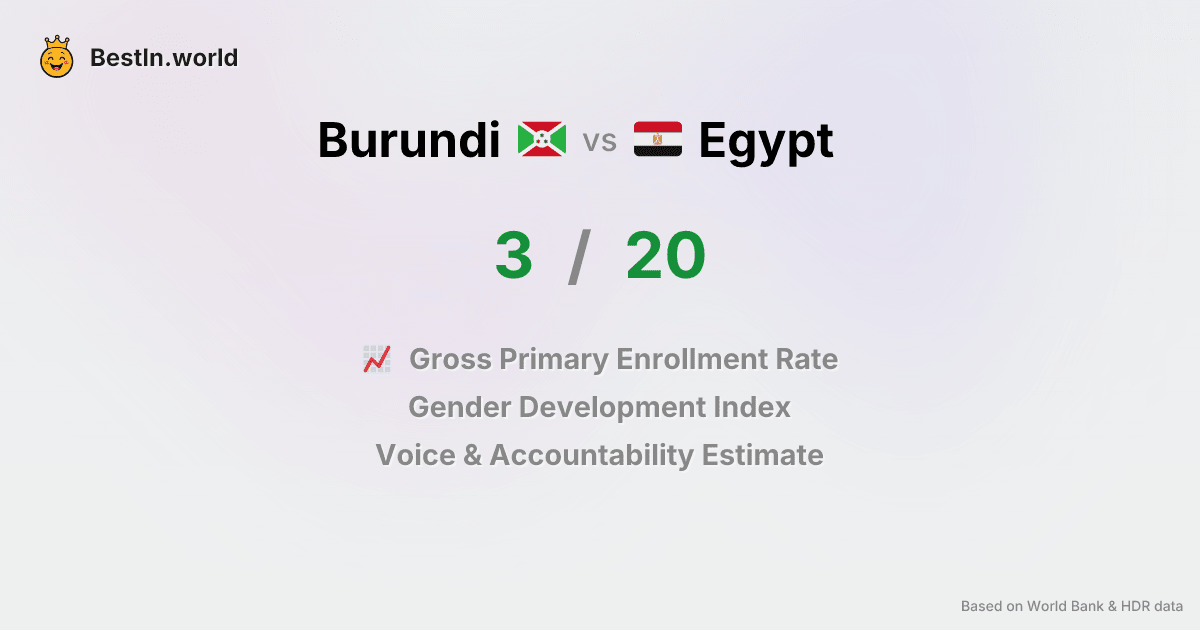 BestIn.world
Burundi vs Egypt
3 / 20
Gross Primary Enrollment Rate
Gender Development Index
Voice & Accountability Estimate
Based on World Bank & HDR data